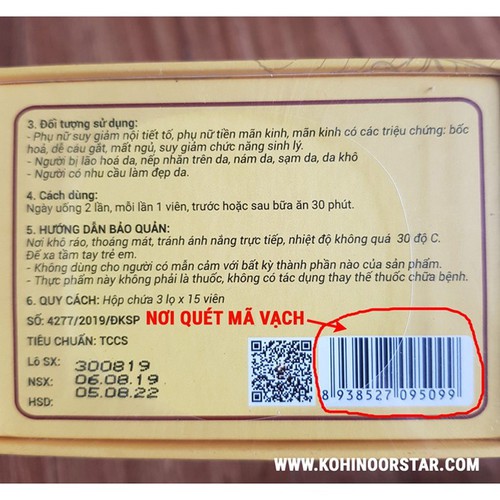 3. Đối tượng sử dụng:
- Phụ nữ suy giảm nội tiết tố, phụ nữ tiền mãn kinh, mãn kinh có các triệu chứng: bốc
hoả, dễ cáu gắt, mất ngủ, suy giảm chức năng sinh lý.
- Người bị lão hoá da, nếp nhăn trên da, nám da, sạm da, da khô
- Người có nhu cầu làm đẹp da.
4. Cách dùng:
Ngày uống 2 lần, mỗi lần 1 viên, trước hoặc sau bữa ăn 30 phút.
5. HƯỚNG DẪN BẢO QUẢN:
Nơi khô ráo, thoáng mát, tránh ánh nắng trực tiếp, nhiệt độ không quá 30 độ C.
Để xa tầm tay trẻ em.
- Không dùng cho người có mẫn cảm với bất kỳ thành phần nào của sản phẩm.
- Thực phẩm này không phải là thuốc, không có tác dụng thay thế thuốc chữa bệnh.
6. QUY CÁCH: Hộp chứa 3 lọ x 15 viên
SỐ: 4277/2019/ĐKSP
NƠI QUÉT MÃ VẠCH
TIÊU CHUẨN: TCCS
Lô SX: 300819
NSX: 06.08.19
HSD: 05.08.22
8 938527 095099
WWW.KOHINOORSTAR.COM